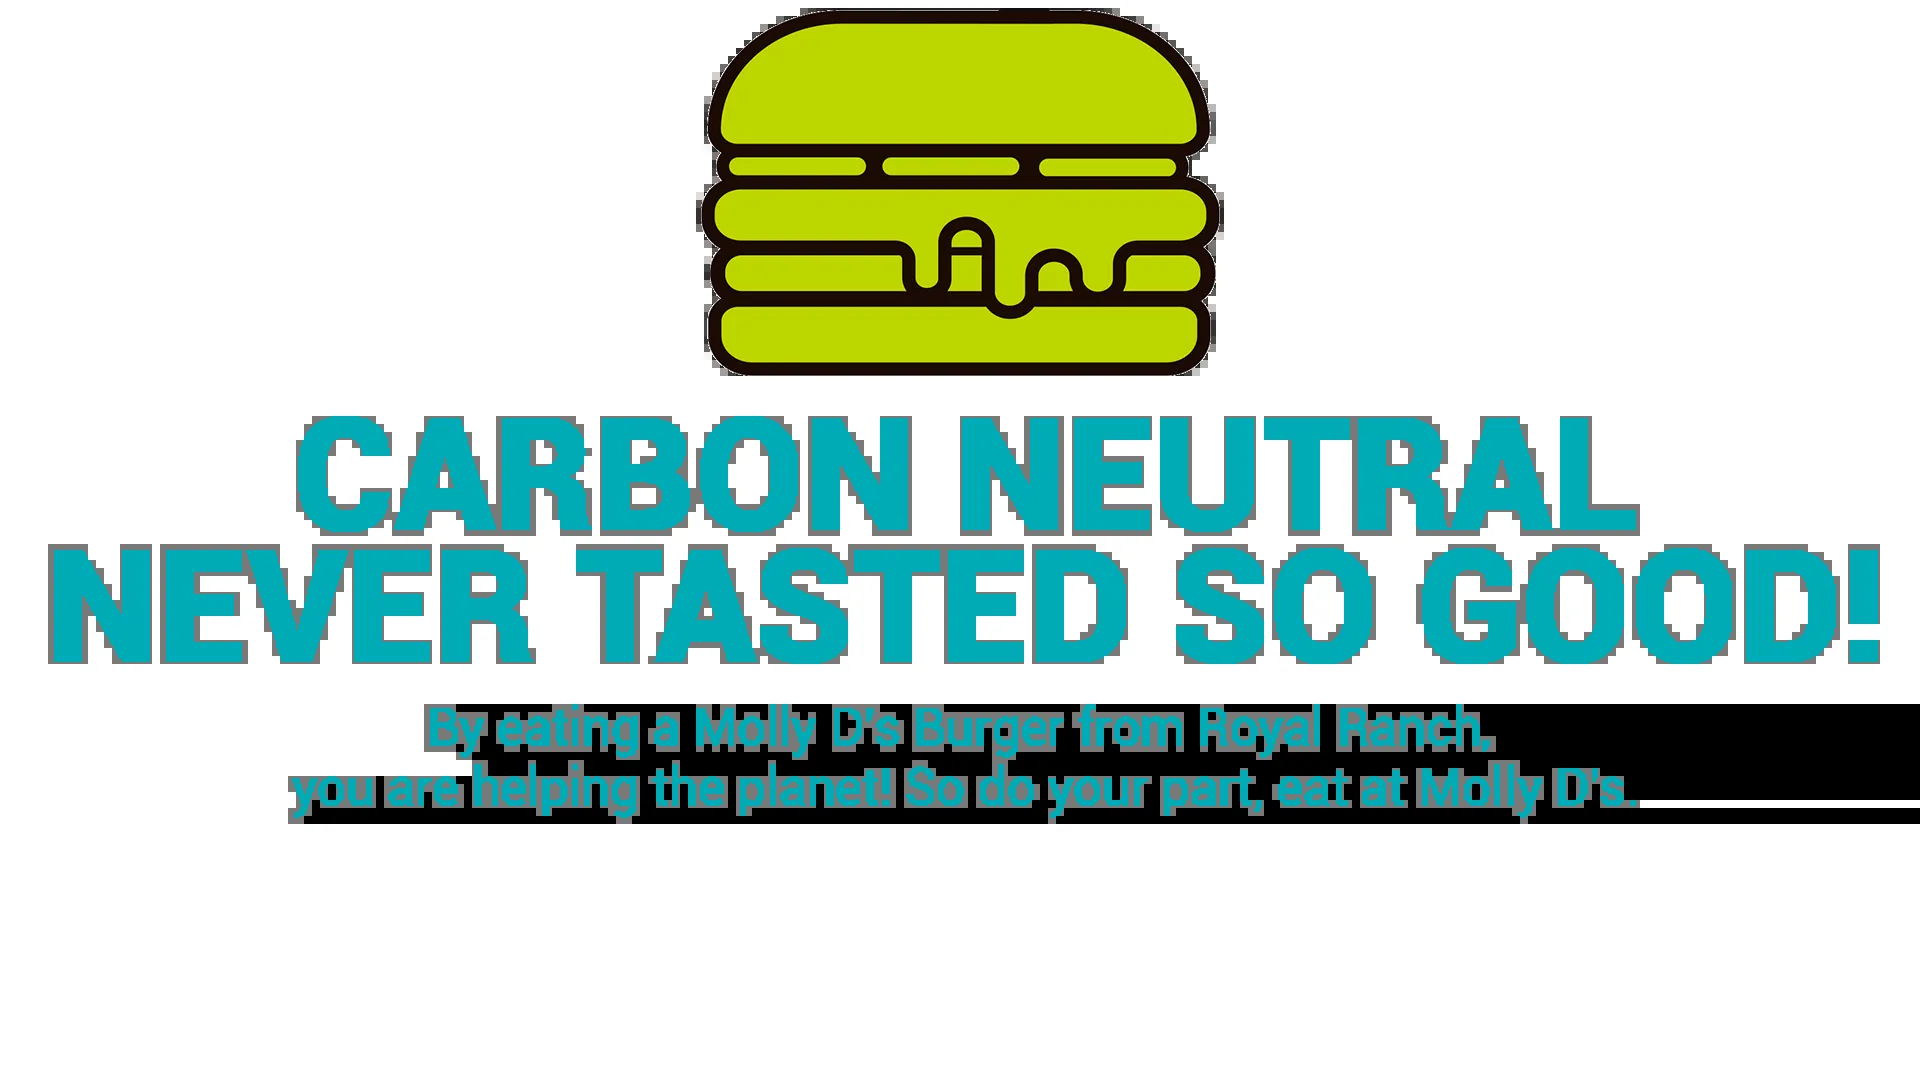 CARBON NEUTRAL
NEVER TASTED SO GOOD!
By eating a Molly D's Burger from Royal Ranch,
you are helping the planet! So do your part, eat at Molly D's.